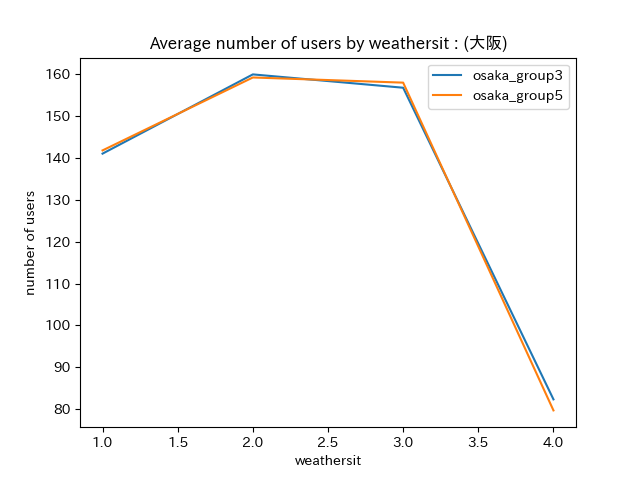 Average number of users by weathersit : (大阪)
osaka_group3
osaka_group5
number of users
160
150
140
130
120
110
100
90
80
1.0 1.5 2.0 2.5 3.0 3.5 4.0
weathersit